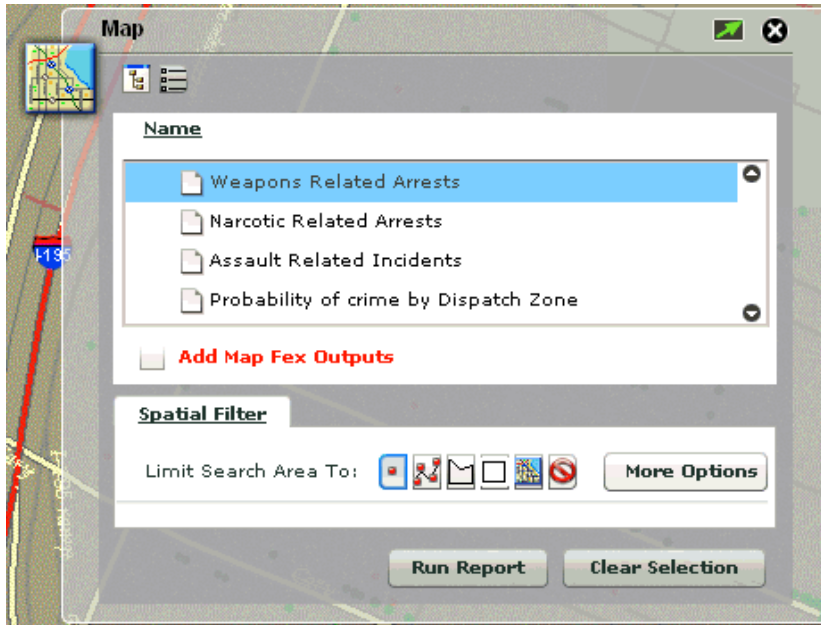 Map
Name
Weapons Related Arrests
Narcotic Related Arrests
I-195
Assault Related Incidents
Probability of crime by Dispatch Zone
Add Map Fex Outputs
Spatial Filter
Limit Search Area To:
More Options
Run Report
Clear Selection